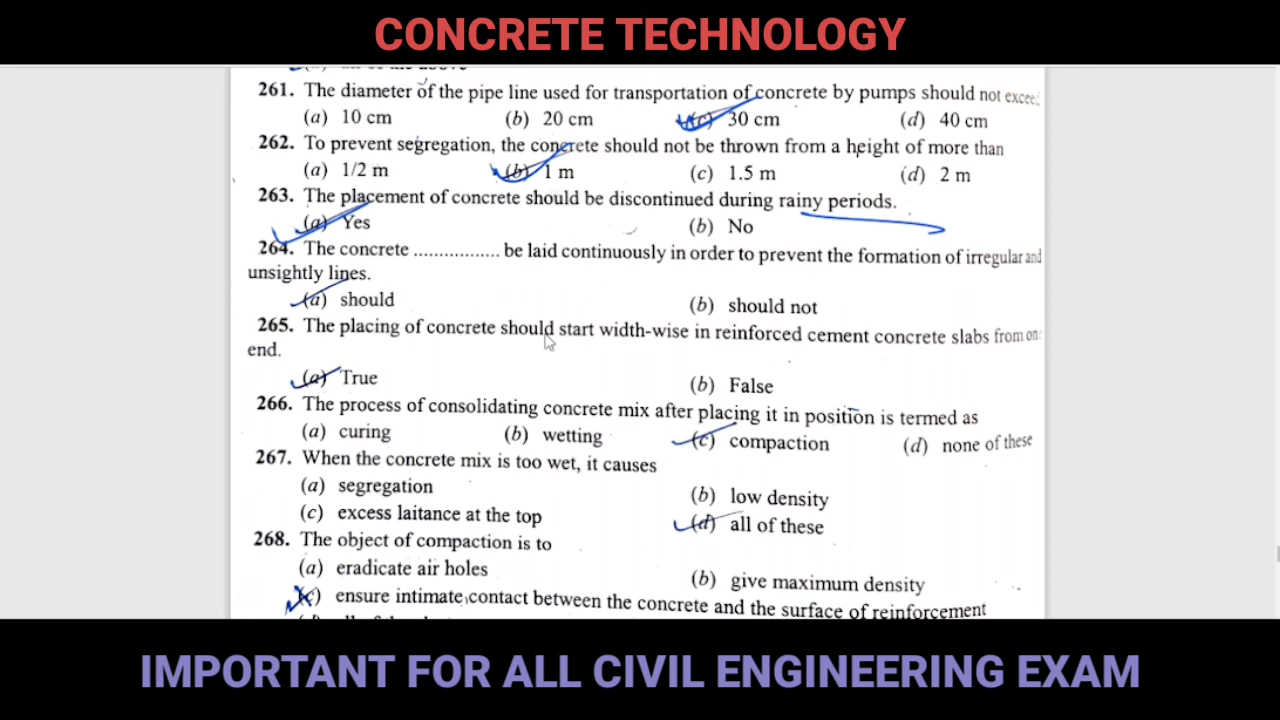 CONCRETE TECHNOLOGY
261. The diameter of the pipe line used for transportation of concrete by pumps should not exceed
(a) 10 cm (b) 20 cm (c) 30 cm (d) 40 cm
262. To prevent segregation, the concrete should not be thrown from a height of more than
(a) 1/2 m (b) 1 m (c) 1.5 m (d) 2 m
263. The placement of concrete should be discontinued during rainy periods.
(a) Yes (b) No
264. The concrete ................. be laid continuously in order to prevent the formation of irregular and
unsightly lines.
(a) should (b) should not
265. The placing of concrete should start width-wise in reinforced cement concrete slabs from one
end.
(a) True (b) False
266. The process of consolidating concrete mix after placing it in position is termed as
(a) curing (b) wetting (c) compaction (d) none of these
267. When the concrete mix is too wet, it causes
(a) segregation (b) low density
(c) excess laitance at the top (d) all of these
268. The object of compaction is to
(a) eradicate air holes (b) give maximum density
(c) ensure intimate contact between the concrete and the surface of reinforcement
IMPORTANT FOR ALL CIVIL ENGINEERING EXAM